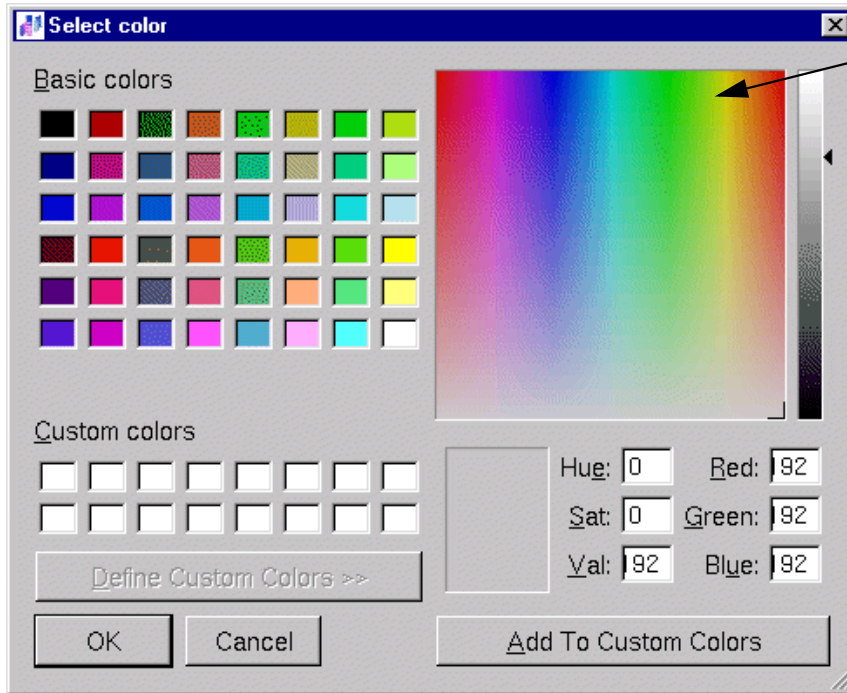 Select color
Basic colors
Custom colors
Define Custom Colors >>
OK
Cancel
Hue: 0
Red: 192
Sat: 0
Green: 192
Val: 192
Blue: 192
Add To Custom Colors